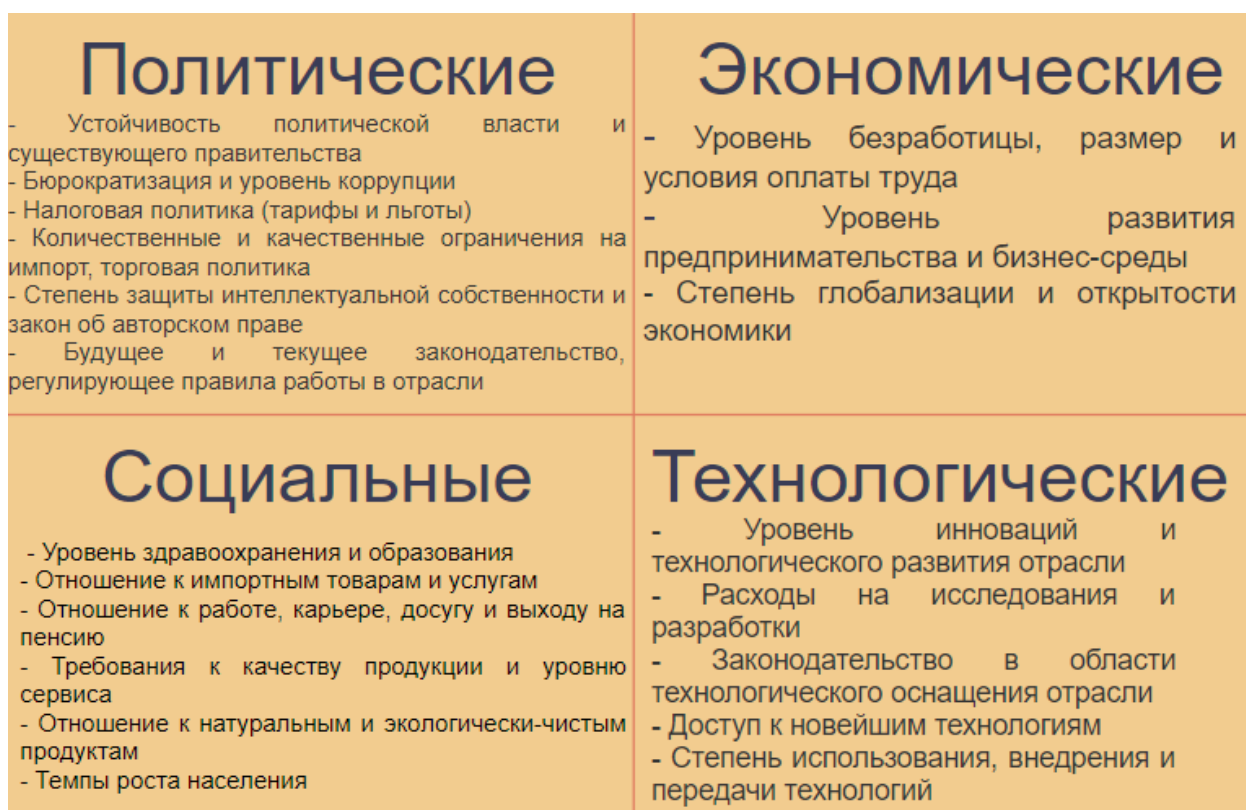 Политические
- Устойчивость политической власти и
существующего правительства
- Бюрократизация и уровень коррупции
- Налоговая политика (тарифы и льготы)
- Количественные и качественные ограничения на
импорт, торговая политика
- Степень защиты интеллектуальной собственности и
закон об авторском праве
- Будущее и текущее законодательство,
регулирующее правила работы в отрасли
Экономические
- Уровень безработицы, размер и
условия оплаты труда
- Уровень развития
предпринимательства и бизнес-среды
- Степень глобализации и открытости
экономики
Социальные
- Уровень здравоохранения и образования
- Отношение к импортным товарам и услугам
- Отношение к работе, карьере, досугу и выходу на
пенсию
- Требования к качеству продукции и уровню
сервиса
- Отношение к натуральным и экологически-чистым
продуктам
- Темпы роста населения
Технологические
- Уровень инноваций и
технологического развития отрасли
- Расходы на исследования и
разработки
- Законодательство в области
технологического оснащения отрасли
- Доступ к новейшим технологиям
- Степень использования, внедрения и
передачи технологий